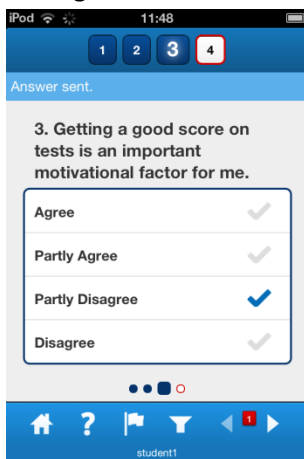 iPod 11:48
1 2 3 4
Answer sent.
3. Getting a good score on
tests is an important
motivational factor for me.
Agree
Partly Agree
Partly Disagree
Disagree
? 1
student1